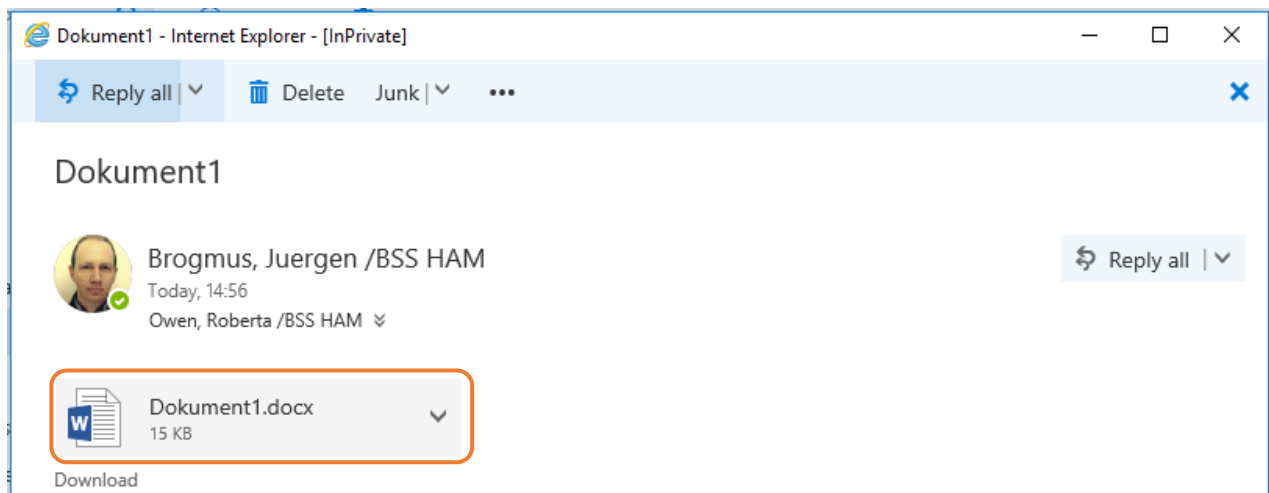 Dokument1 - Internet Explorer - [InPrivate]
Reply all | Delete Junk | •••
Dokument1
Brogmus, Juergen /BSS HAM
Reply all |
Today, 14:56
Owen, Roberta /BSS HAM
W
Dokument1.docx
15 KB
Download